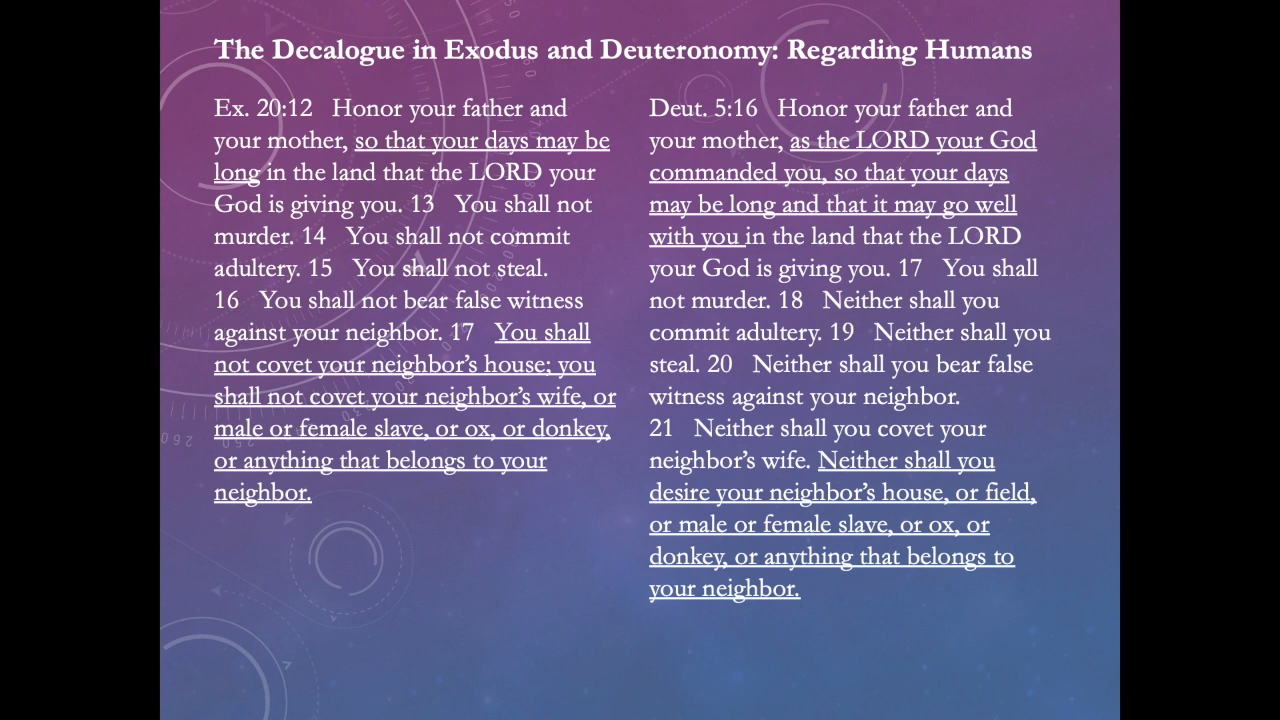 The Decalogue in Exodus and Deuteronomy: Regarding Humans
Ex. 20:12 Honor your father and
your mother, so that your days may be
long in the land that the LORD your
God is giving you. 13 You shall not
murder. 14 You shall not commit
adultery. 15 You shall not steal.
16 You shall not bear false witness
against your neighbor. 17 You shall
not covet your neighbor’s house; you
shall not covet your neighbor’s wife, or
male or female slave, or ox, or donkey,
or anything that belongs to your
neighbor.
Deut. 5:16 Honor your father and
your mother, as the LORD your God
commanded you, so that your days
may be long and that it may go well
with you in the land that the LORD
your God is giving you. 17 You shall
not murder. 18 Neither shall you
commit adultery. 19 Neither shall you
steal. 20 Neither shall you bear false
witness against your neighbor.
21 Neither shall you covet your
neighbor’s wife. Neither shall you
desire your neighbor’s house, or field,
or male or female slave, or ox, or
donkey, or anything that belongs to
your neighbor.
260
250
230